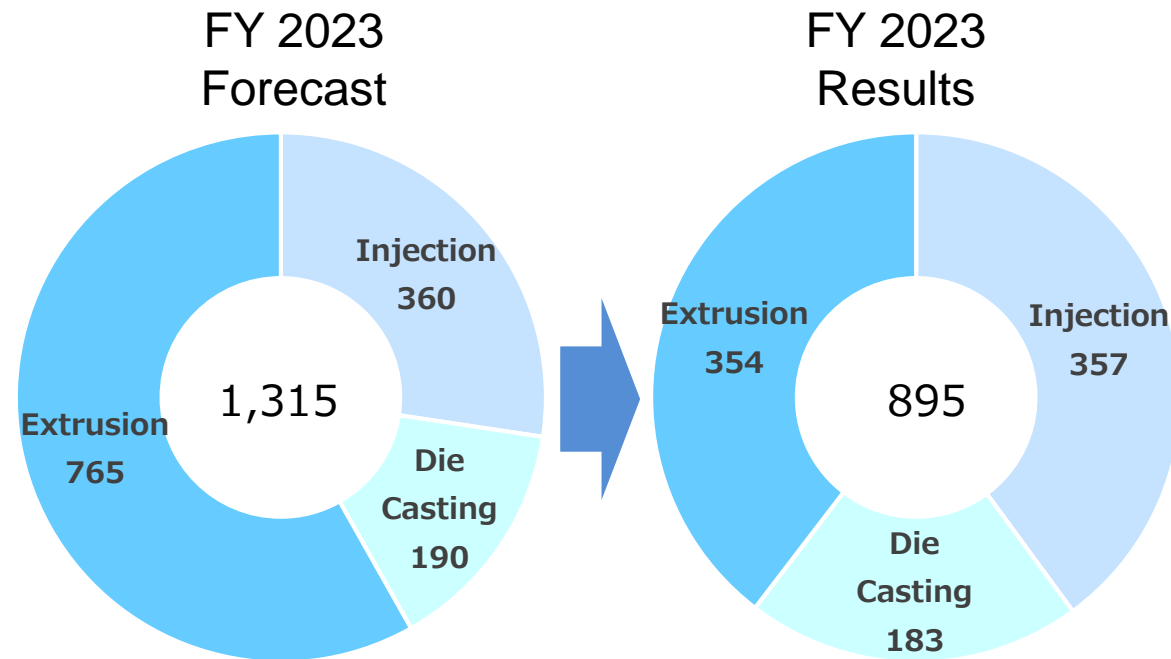 FY 2023
Forecast
Injection
360
1,315
Extrusion
765
Die
Casting
190
FY 2023
Results
Extrusion
354
Injection
357
895
Die
Casting
183